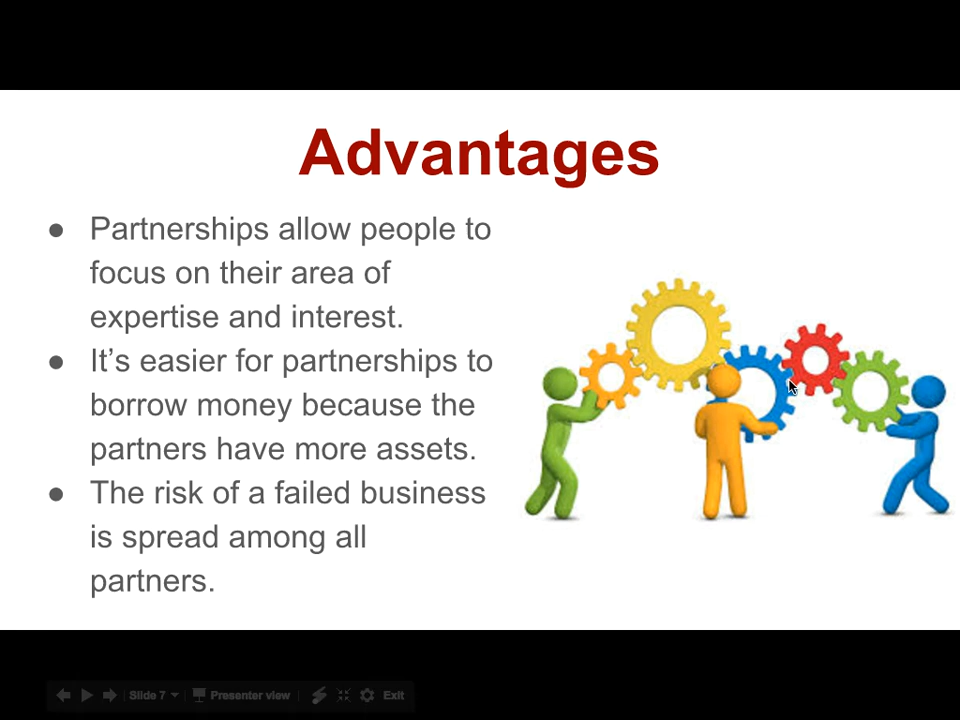 Advantages
● Partnerships allow people to
focus on their area of
expertise and interest.
● It’s easier for partnerships to
borrow money because the
partners have more assets.
● The risk of a failed business
is spread among all
partners.
Slide 7 Presenter view Exit